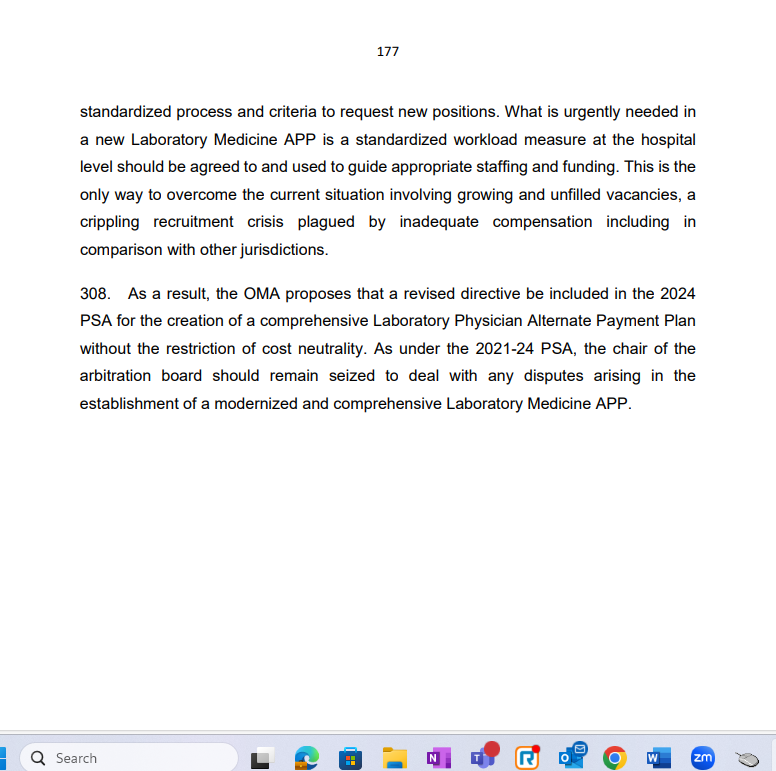 177
standardized process and criteria to request new positions. What is urgently needed in
a new Laboratory Medicine APP is a standardized workload measure at the hospital
level should be agreed to and used to guide appropriate staffing and funding. This is the
only way to overcome the current situation involving growing and unfilled vacancies, a
crippling recruitment crisis plagued by inadequate compensation including in
comparison with other jurisdictions.
308. As a result, the OMA proposes that a revised directive be included in the 2024
PSA for the creation of a comprehensive Laboratory Physician Alternate Payment Plan
without the restriction of cost neutrality. As under the 2021-24 PSA, the chair of the
arbitration board should remain seized to deal with any disputes arising in the
establishment of a modernized and comprehensive Laboratory Medicine APP.
Search N T R O W zm